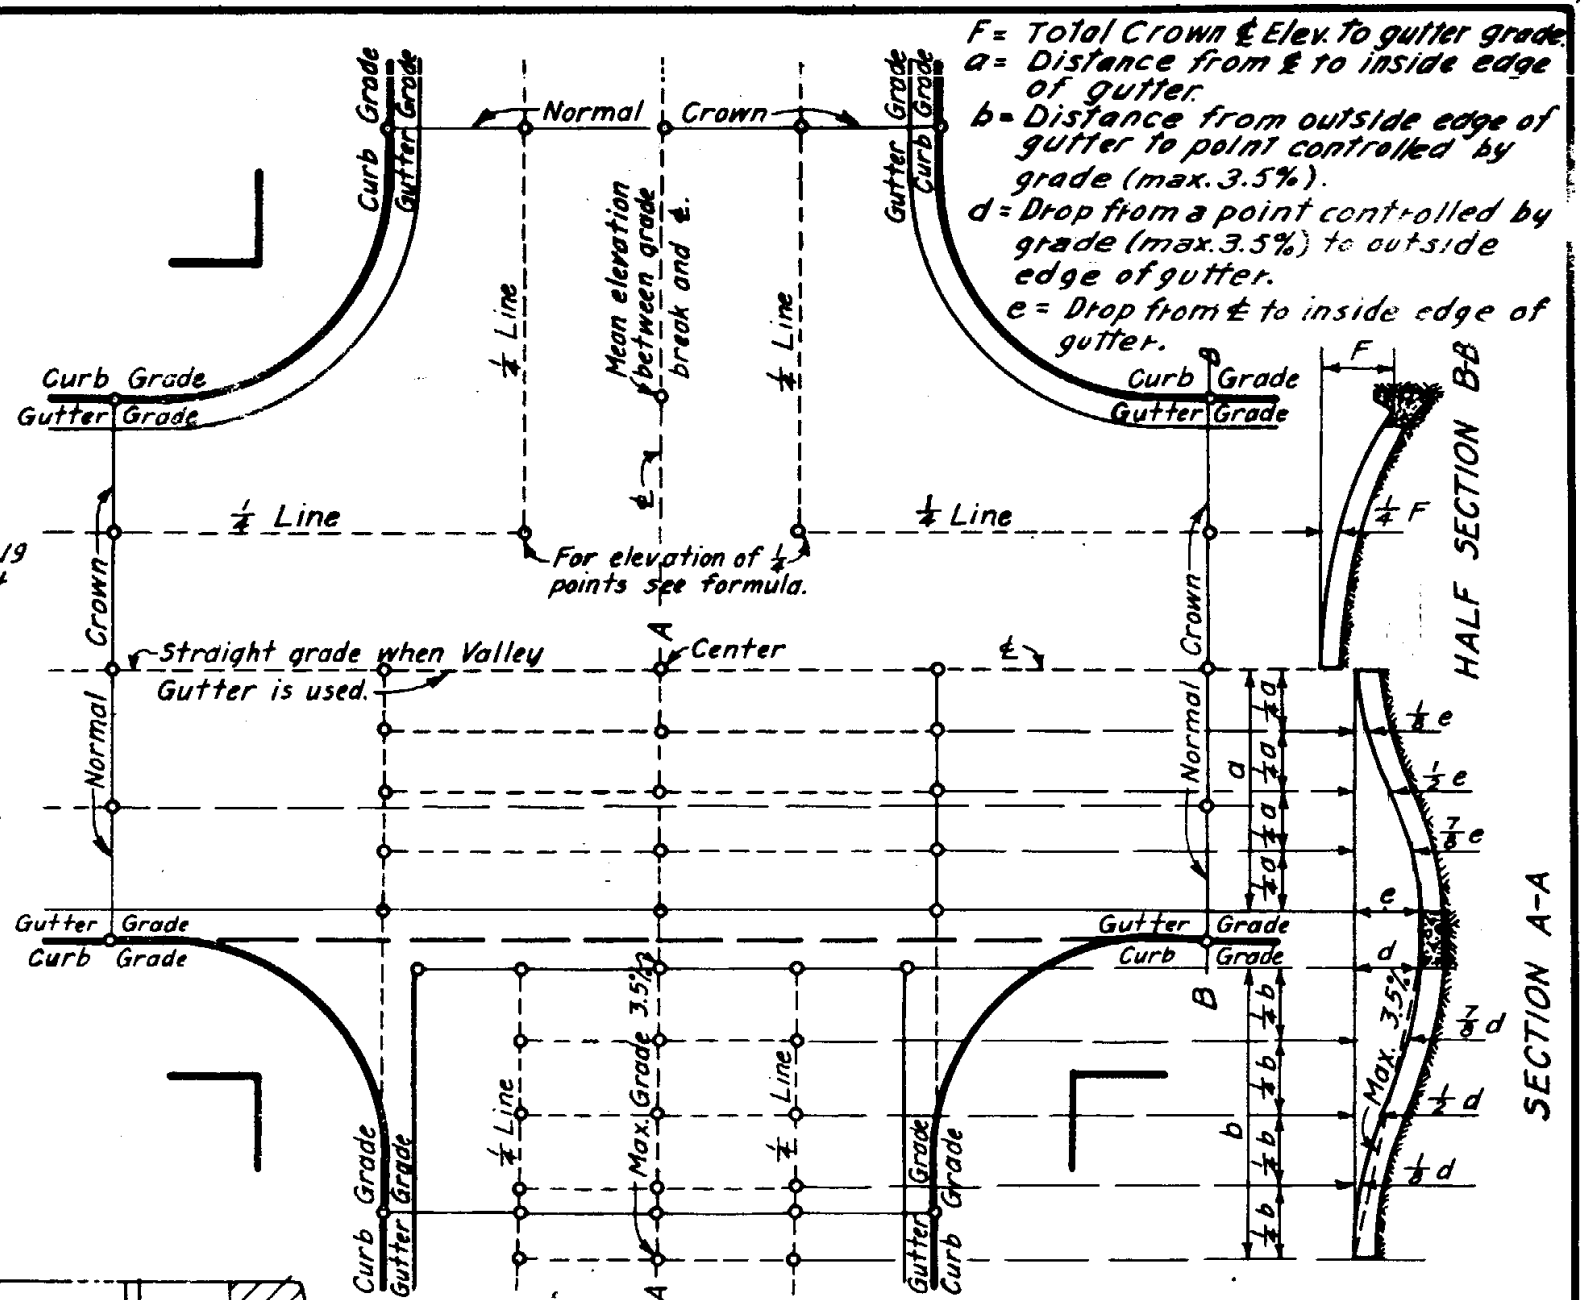 F = Total Crown ℄ Elev. To gutter grade
a = Distance from ℄ to inside edge
of gutter.
b = Distance from outside edge of
gutter to point controlled by
grade (max. 3.5%).
d = Drop from a point controlled by
grade (max. 3.5%) to outside
edge of gutter.
e = Drop from ℄ to inside edge of
gutter.
Curb Grade
Gutter Grade
Normal Crown
Gutter Grade
Curb Grade
Mean elevation
between grade
break and ℄.
1/4 Line
1/4 Line
℄
Curb Grade
Gutter Grade
Curb Grade
Gutter Grade
B
F
1/4 F
HALF SECTION B-B
1/4 Line
1/4 Line
19
For elevation of 1/4
points see formula.
Normal Crown
Normal Crown
A
Straight grade when Valley
Gutter is used.
Center
℄
a
1/4 a
1/4 a
1/4 a
1/4 a
1/8 e
1/2 e
7/8 e
e
Gutter Grade
Curb Grade
Gutter Grade
Curb Grade
B
d
Max. 3.5%
7/8 d
1/2 d
1/8 d
SECTION A-A
b
1/4 b
1/4 b
1/4 b
1/4 b
1/4 Line
Max. Grade 3.5%
1/4 Line
Curb Grade
Gutter Grade
Gutter Grade
Curb Grade
Curb
Gutter
A
Gutter
Curb